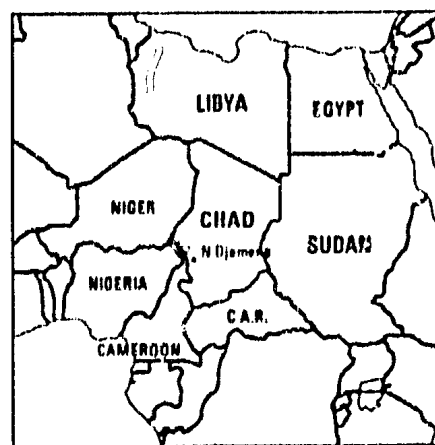 LIBYA
EGYPT
NIGER
CHAD
N Djamena
SUDAN
NIGERIA
C.A.R.
CAMEROON